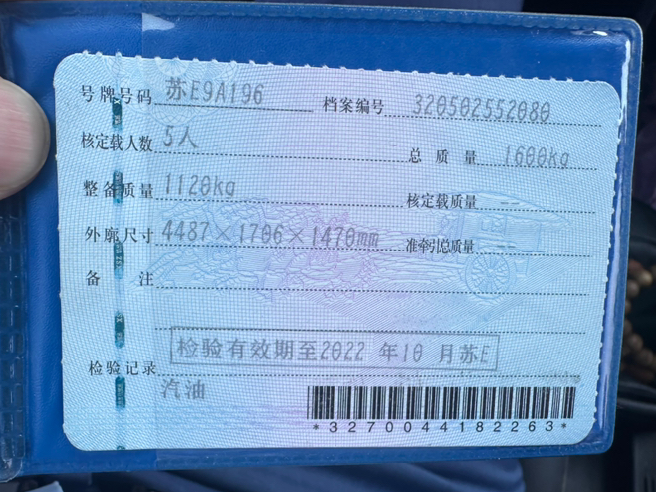 号牌号码 苏E9A196 档案编号 320502552080
核定载人数 5人 总质量 1600kg
整备质量 1120kg 核定载质量 --
外廓尺寸 4487×1706×1470mm 准牵引总质量 --
备注
检验有效期至2022 年10 月苏E
检验记录
汽油
*3270044182263*